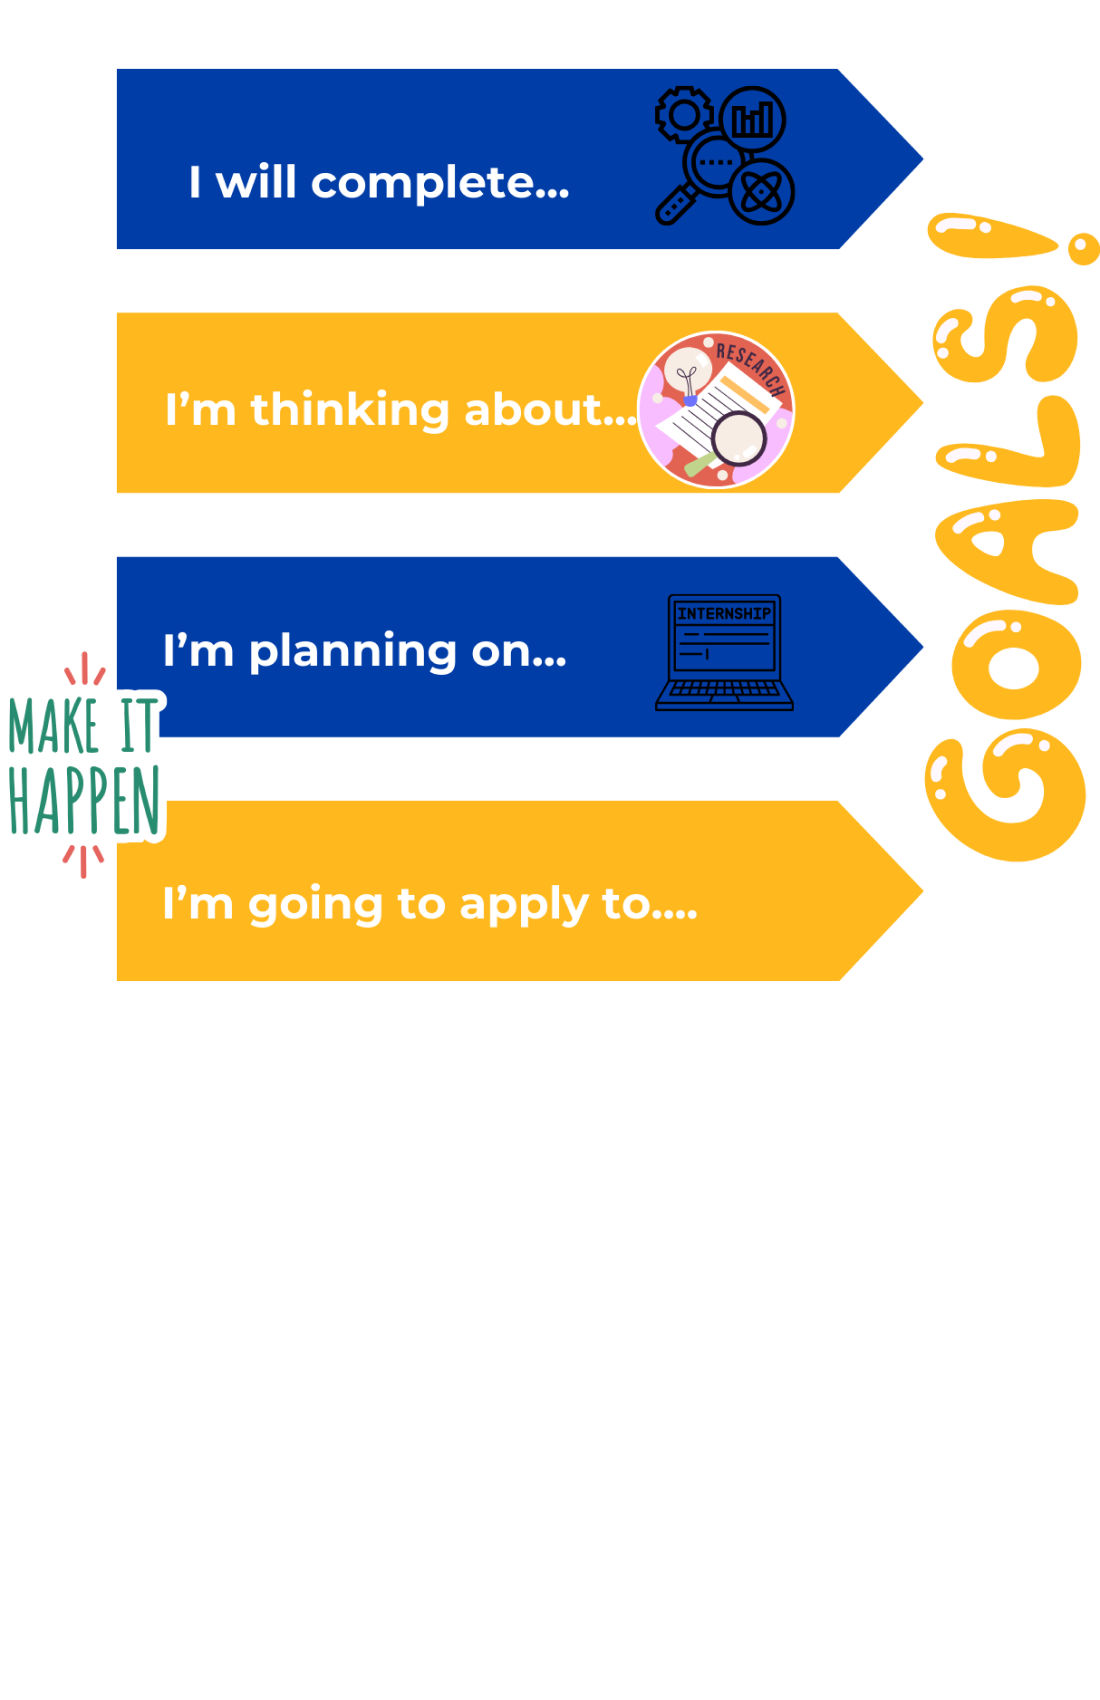 I will complete...
I'm thinking about...
RESEARCH
I'm planning on...
INTERNSHIP
MAKE IT
HAPPEN
I'm going to apply to....
GOALS!